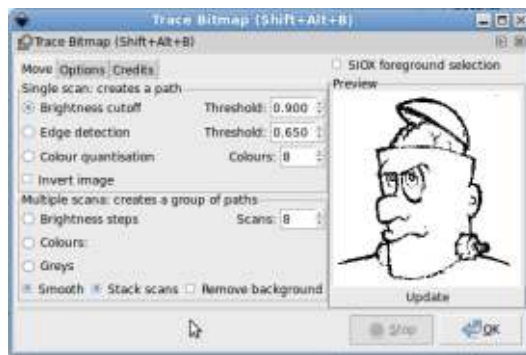 Trace Bitmap (Shift+Alt+B)
Trace Bitmap (Shift+Alt+B)
Move Options Credits
SIOX foreground selection
Single scan: creates a path
Preview
Brightness cutoff Threshold: 0.900
Edge detection Threshold: 0.650
Colour quantisation Colours: 8
Invert image
Multiple scans: creates a group of paths
Brightness steps Scans: 8
Colours:
Greys
Smooth Stack scans Remove background
Update
Stop OK